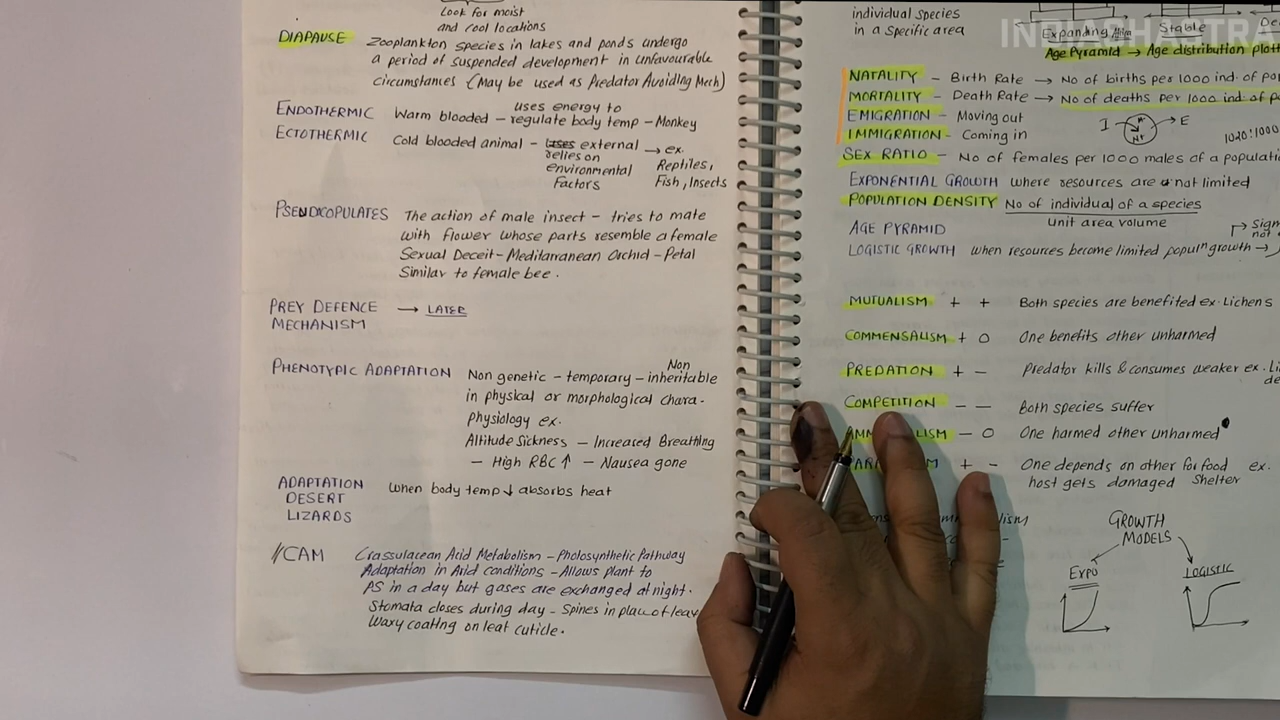 Look for moist
and cool locations
DIAPAUSE Zooplankton species in lakes and ponds undergo
a period of suspended development in unfavourable
circumstances (May be used as Predator Avoiding Mech)
uses energy to
ENDOTHERMIC Warm blooded – regulate body temp – Monkey
ECTOTHERMIC Cold blooded animal – uses external → ex.
relies on
environmental Reptiles,
Factors Fish, Insects
PSEUDICOPULATES The action of male insect – tries to mate
with flower whose parts resemble a female
Sexual Deceit – Meditarranean Orchid – Petal
Similar to female bee.
PREY DEFENCE → LATER
MECHANISM
Non
PHENOTYPIC ADAPTATION Non genetic – temporary – inheritable
in physical or morphological chara-
physiology ex.
Altitude Sickness – Increased Breathing
– High RBC ↑ – Nausea gone
ADAPTATION When body temp ↓ absorbs heat
DESERT
LIZARDS
//CAM Crassulacean Acid Metabolism – Photosynthetic Pathway
Adaptation in Arid conditions – Allows plant to
PS in a day but gases are exchanged at night.
Stomata closes during day – Spines in place of leav
Waxy coating on leaf cuticle.
individual species
in a specific area
Expanding Stable
INDIASHASTRA
Age Pyramid → Age distribution plott
NATALITY – Birth Rate → No of births per 1000 ind. of po
MORTALITY – Death Rate → No of deaths per 1000 ind of p
EMIGRATION – Moving out
IMMIGRATION – Coming in I → E
SEX RATIO – No of females per 1000 males of a populati
EXPONENTIAL GROWTH where resources are not limited
POPULATION DENSITY No of individual of a species
Unit area volume
AGE PYRAMID → Sign
LOGISTIC GROWTH when resources become limited populⁿ growth → not
MUTUALISM + + Both species are benefited ex. Lichens
COMMENSALISM + 0 One benefits other unharmed
PREDATION + – Predator kills & consumes weaker ex. Li
COMPETITION – – Both species suffer
– 0 One harmed other unharmed
+ – One depends on other for food ex.
host gets damaged Shelter
GROWTH
MODELS
EXPO LOGISTIC